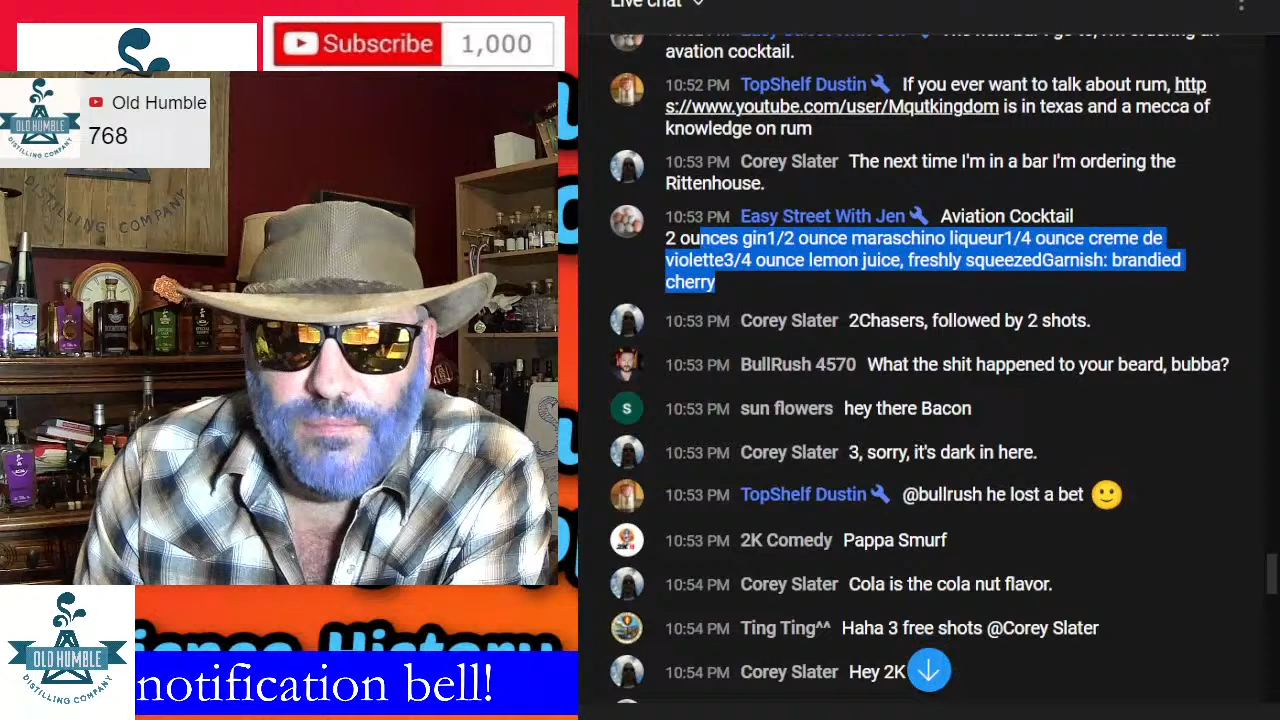 Subscribe
1,000
Old Humble
768
OLD HUMBLE
DISTILLING COMPANY
DISTILLING COMPANY
OLD HUMBLE
DISTILLING COMPANY
notification bell!
Live chat
avation cocktail.
10:52 PM TopShelf Dustin If you ever want to talk about rum, http
s://www.youtube.com/user/Mqutkingdom is in texas and a mecca of
knowledge on rum
10:53 PM Corey Slater The next time I'm in a bar I'm ordering the
Rittenhouse.
10:53 PM Easy Street With Jen Aviation Cocktail
2 ounces gin1/2 ounce maraschino liqueur1/4 ounce creme de
violette3/4 ounce lemon juice, freshly squeezedGarnish: brandied
cherry
10:53 PM Corey Slater 2Chasers, followed by 2 shots.
10:53 PM BullRush 4570 What the shit happened to your beard, bubba?
S
10:53 PM sun flowers hey there Bacon
10:53 PM Corey Slater 3, sorry, it's dark in here.
10:53 PM TopShelf Dustin @bullrush he lost a bet 🙂
10:53 PM 2K Comedy Pappa Smurf
10:54 PM Corey Slater Cola is the cola nut flavor.
10:54 PM Ting Ting^^ Haha 3 free shots @Corey Slater
10:54 PM Corey Slater Hey 2K